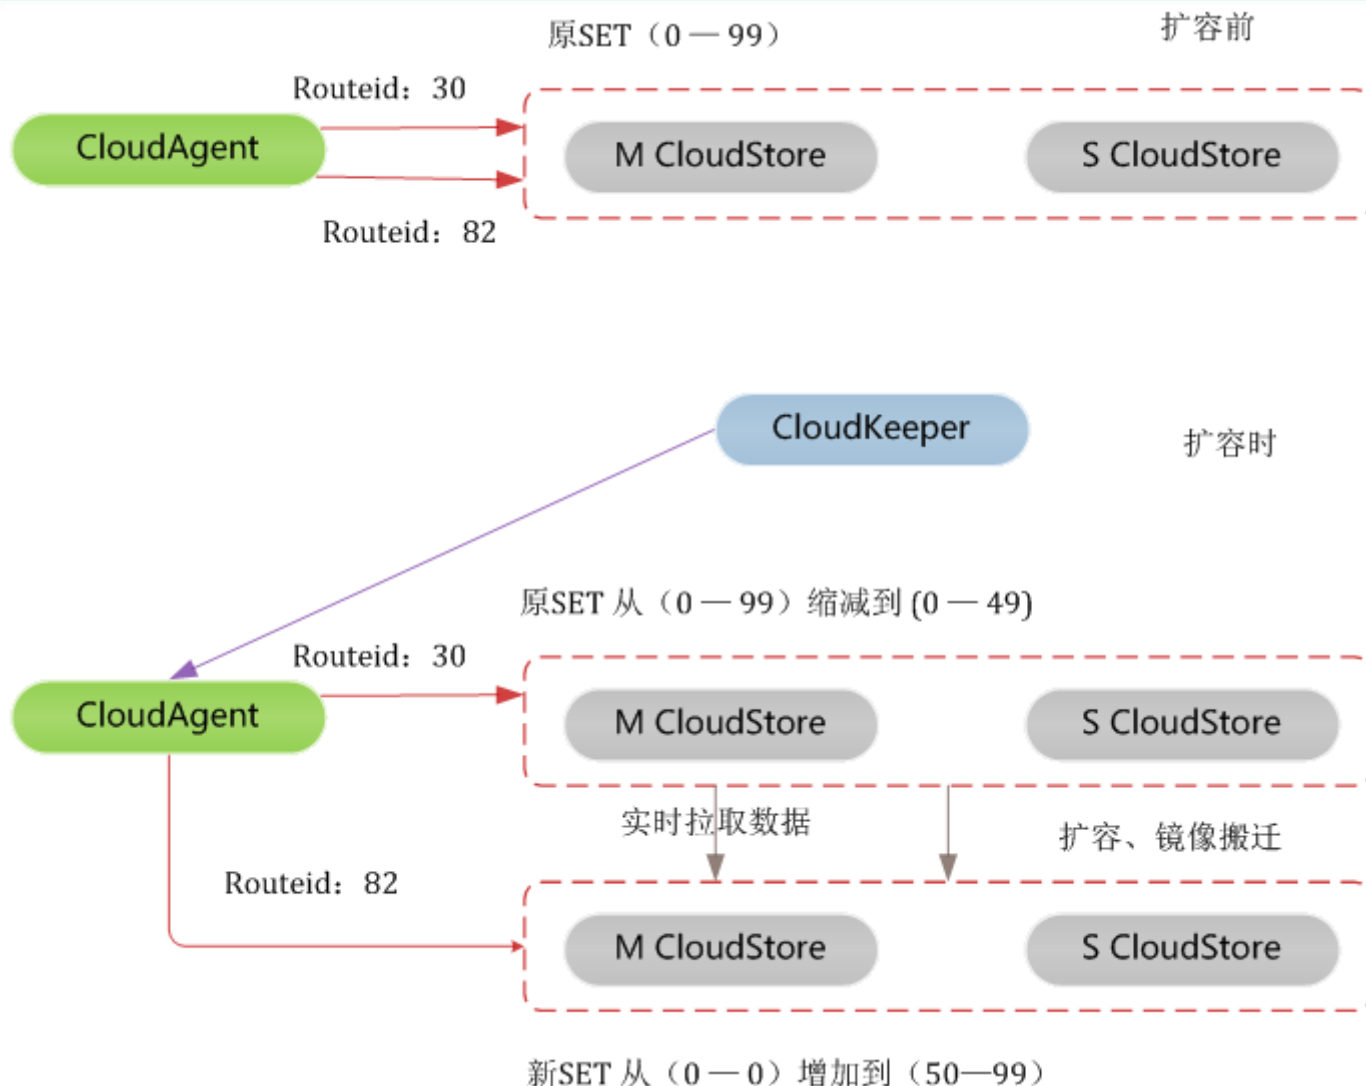 原SET（0 — 99）
扩容前
Routeid：30
CloudAgent
M CloudStore
S CloudStore
Routeid：82
CloudKeeper
扩容时
原SET 从（0 — 99）缩减到 (0 — 49)
Routeid：30
CloudAgent
M CloudStore
S CloudStore
实时拉取数据
扩容、镜像搬迁
Routeid：82
M CloudStore
S CloudStore
新SET 从（0 — 0）增加到（50—99）